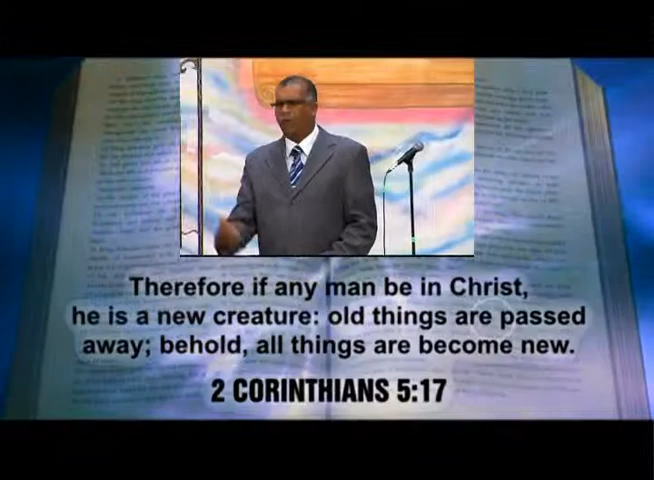 Therefore if any man be in Christ,
he is a new creature: old things are passed
away; behold, all things are become new.
2 CORINTHIANS 5:17